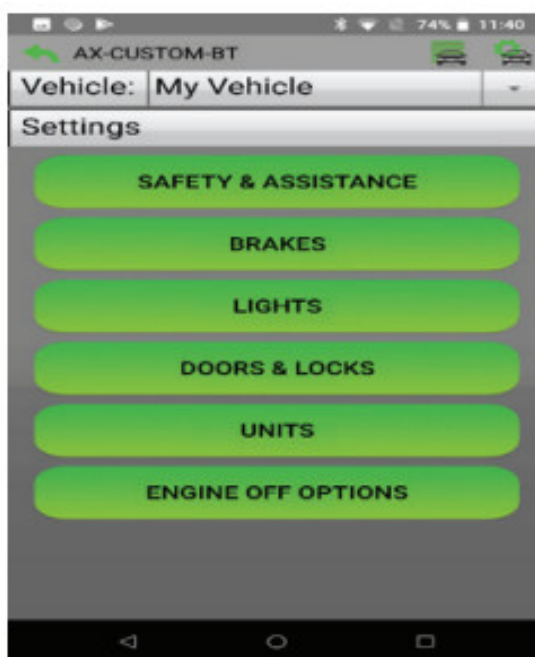 74% 11:40
AX-CUSTOM-BT
Vehicle: My Vehicle
Settings
SAFETY & ASSISTANCE
BRAKES
LIGHTS
DOORS & LOCKS
UNITS
ENGINE OFF OPTIONS